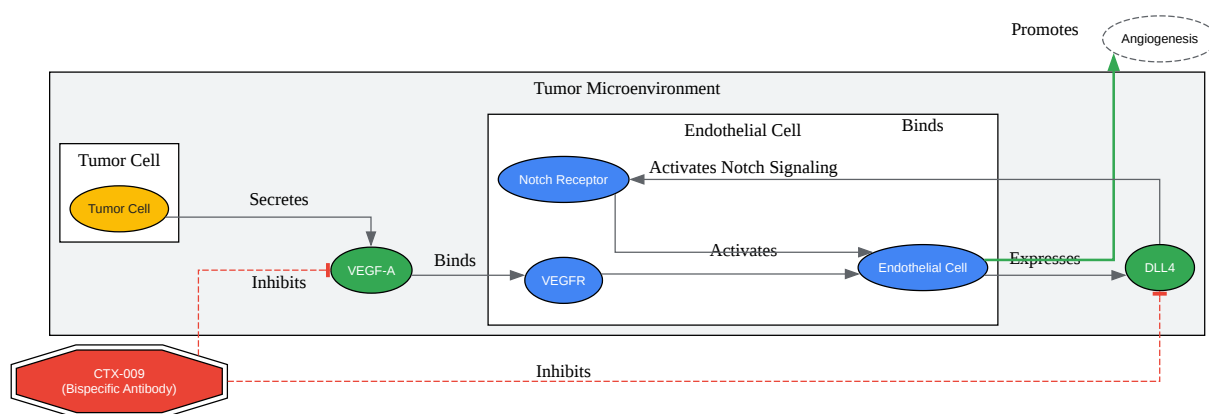 Promotes
Angiogenesis
Tumor Microenvironment
Endothelial Cell
Binds
Tumor Cell
Notch Receptor
Activates Notch Signaling
Tumor Cell
Secretes
Activates
Expresses
VEGF-A
Binds
VEGFR
Endothelial Cell
DLL4
Inhibits
CTX-009
(Bispecific Antibody)
Inhibits